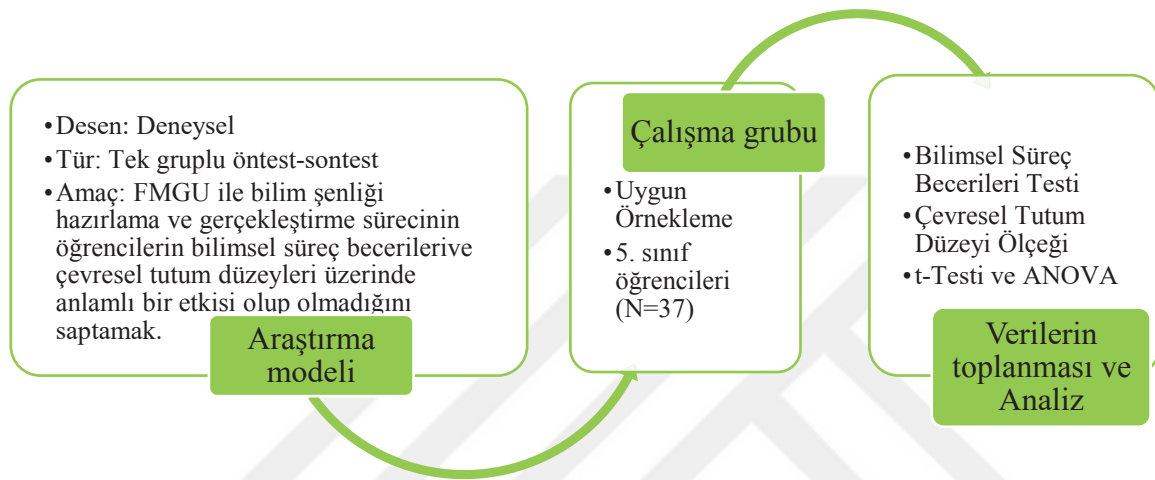 •Desen: Deneysel
•Tür: Tek gruplu öntest-sontest
•Amaç: FMGU ile bilim şenliği
hazırlama ve gerçekleştirme sürecinin
öğrencilerin bilimsel süreç becerilerive
çevresel tutum düzeyleri üzerinde
anlamlı bir etkisi olup olmadığını
saptamak.
Araştırma
modeli
Çalışma grubu
•Uygun
Örnekleme
•5. sınıf
öğrencileri
(N=37)
•Bilimsel Süreç
Becerileri Testi
•Çevresel Tutum
Düzeyi Ölçeği
•t-Testi ve ANOVA
Verilerin
toplanması ve
Analiz